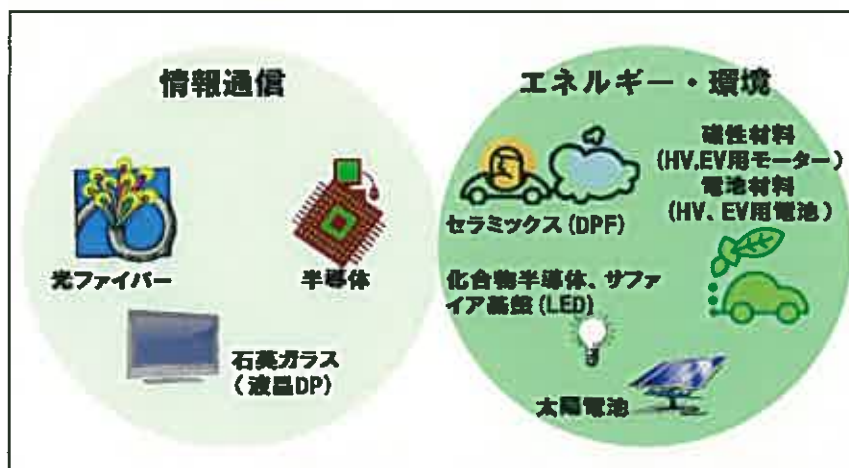 情報通信
光ファイバー
半導体
石英ガラス
(液晶DP)
エネルギー・環境
磁性材料
(HV,EV用モーター)
電池材料
(HV、EV用電池)
セラミックス(DPF)
化合物半導体、サファ
イア基盤(LED)
太陽電池